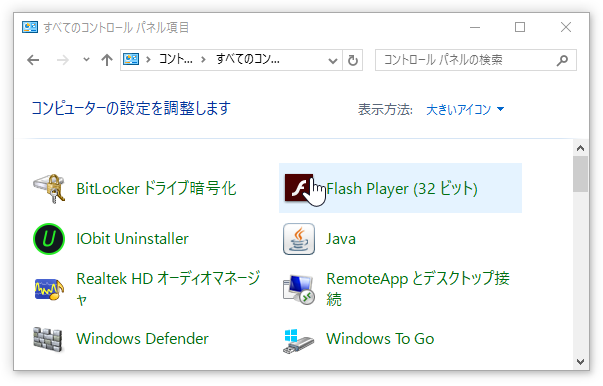 すべてのコントロール パネル項目
コント... すべてのコン... コントロール パネルの検索
コンピューターの設定を調整します 表示方法: 大きいアイコン
BitLocker ドライブ暗号化 Flash Player (32 ビット)
IObit Uninstaller Java
Realtek HD オーディオマネージ RemoteApp とデスクトップ接
ャ 続
Windows Defender Windows To Go